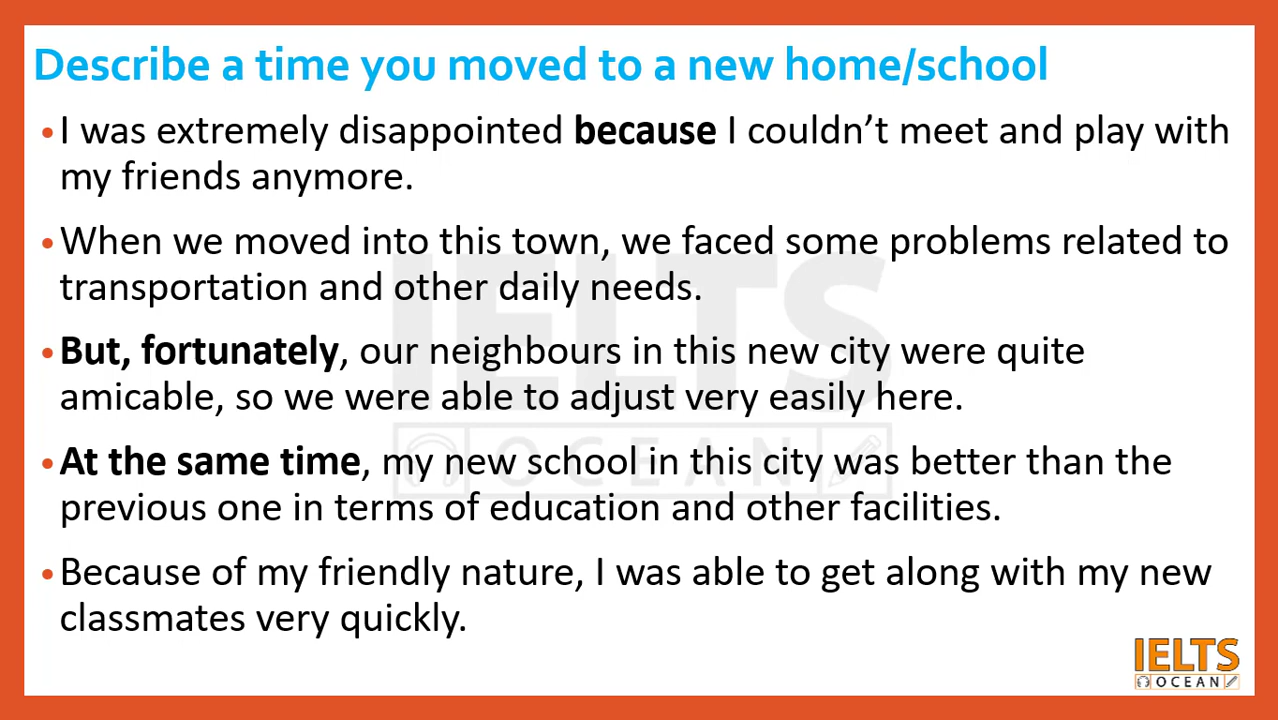 Describe a time you moved to a new home/school
•I was extremely disappointed because I couldn't meet and play with
my friends anymore.
•When we moved into this town, we faced some problems related to
transportation and other daily needs.
•But, fortunately, our neighbours in this new city were quite
amicable, so we were able to adjust very easily here.
•At the same time, my new school in this city was better than the
previous one in terms of education and other facilities.
•Because of my friendly nature, I was able to get along with my new
classmates very quickly.
IELTS
OCEAN
IELTS
OCEAN